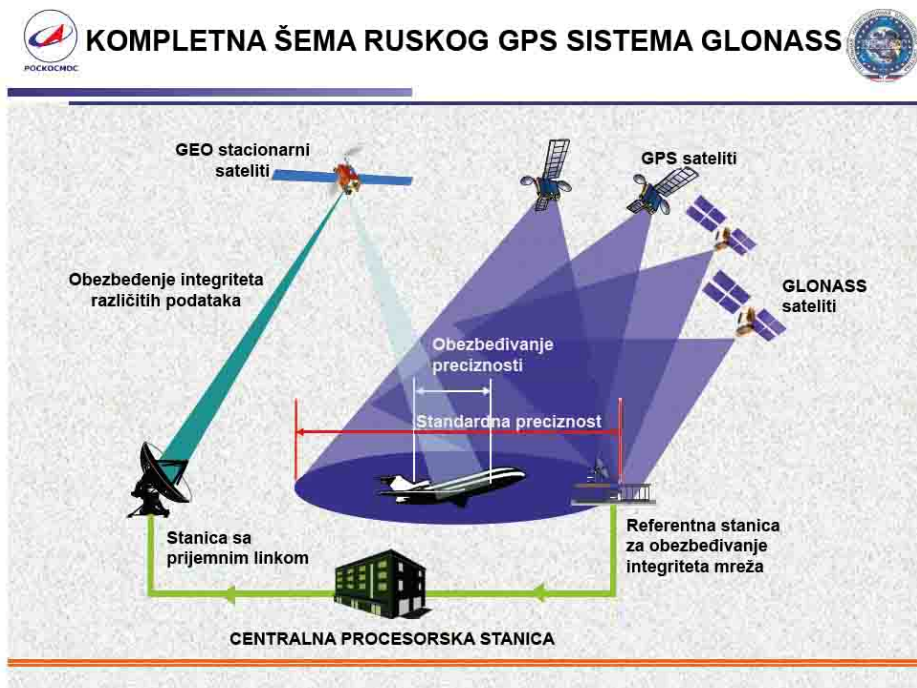 KOMPLETNA ŠEMA RUSKOG GPS SISTEMA GLONASS
РОСКОСМОС
GEO stacionarni
sateliti
GPS sateliti
Obezbeđenje integriteta
različitih podataka
GLONASS
sateliti
Obezbeđivanje
preciznosti
Standardna preciznost
Stanica sa
prijemnim linkom
Referentna stanica
za obezbeđivanje
integriteta mreža
CENTRALNA PROCESORSKA STANICA